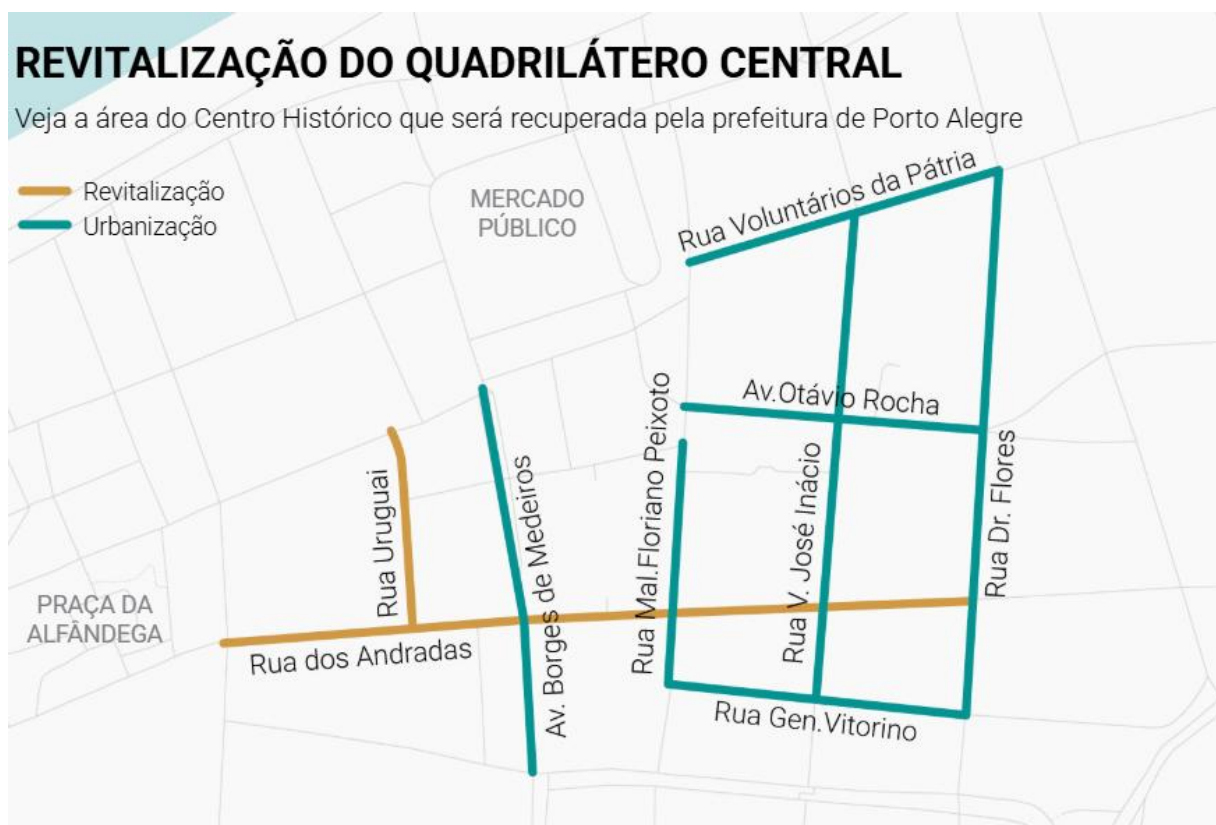 REVITALIZAÇÃO DO QUADRILÁTERO CENTRAL
Veja a área do Centro Histórico que será recuperada pela prefeitura de Porto Alegre
Revitalização
Urbanização
MERCADO
PÚBLICO
Rua Voluntários da Pátria
Av.Otávio Rocha
Rua Uruguai
Av. Borges de Medeiros
Rua Mal.Floriano Peixoto
Rua V. José Inácio
Rua Dr. Flores
PRAÇA DA
ALFÂNDEGA
Rua dos Andradas
Rua Gen.Vitorino